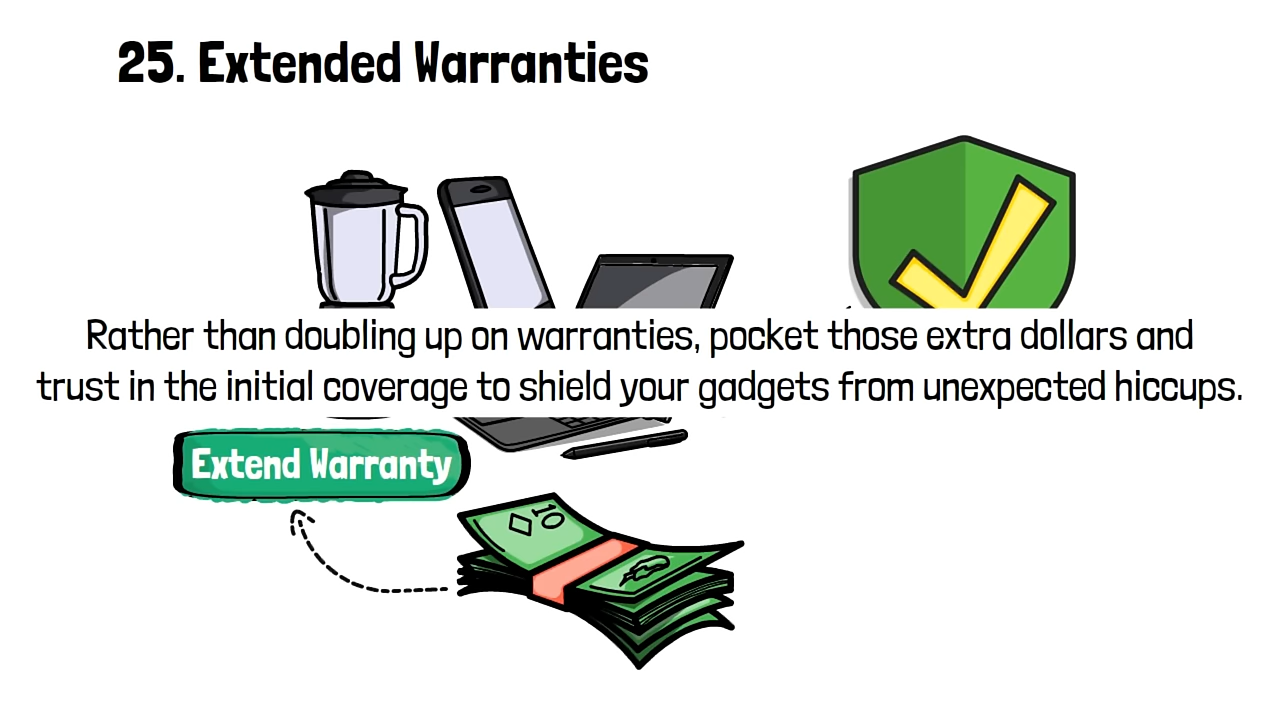 25. Extended Warranties
Rather than doubling up on warranties, pocket those extra dollars and
trust in the initial coverage to shield your gadgets from unexpected hiccups.
Extend Warranty
10